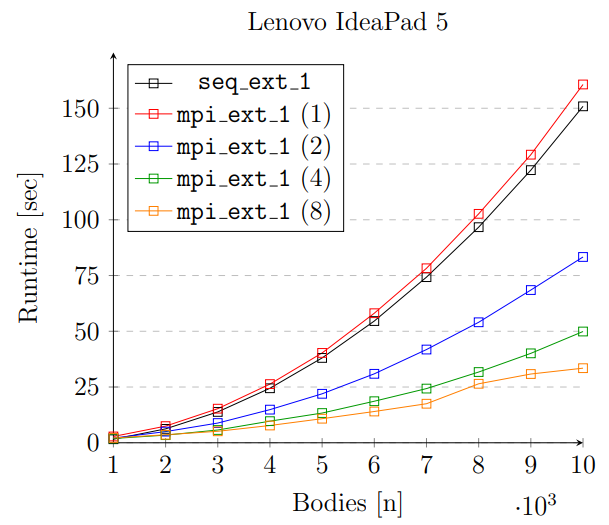 Lenovo IdeaPad 5
seq_ext_1
mpi_ext_1 (1)
mpi_ext_1 (2)
mpi_ext_1 (4)
mpi_ext_1 (8)
Runtime [sec]
150
125
100
75
50
25
0
1 2 3 4 5 6 7 8 9 10
Bodies [n]
·10³